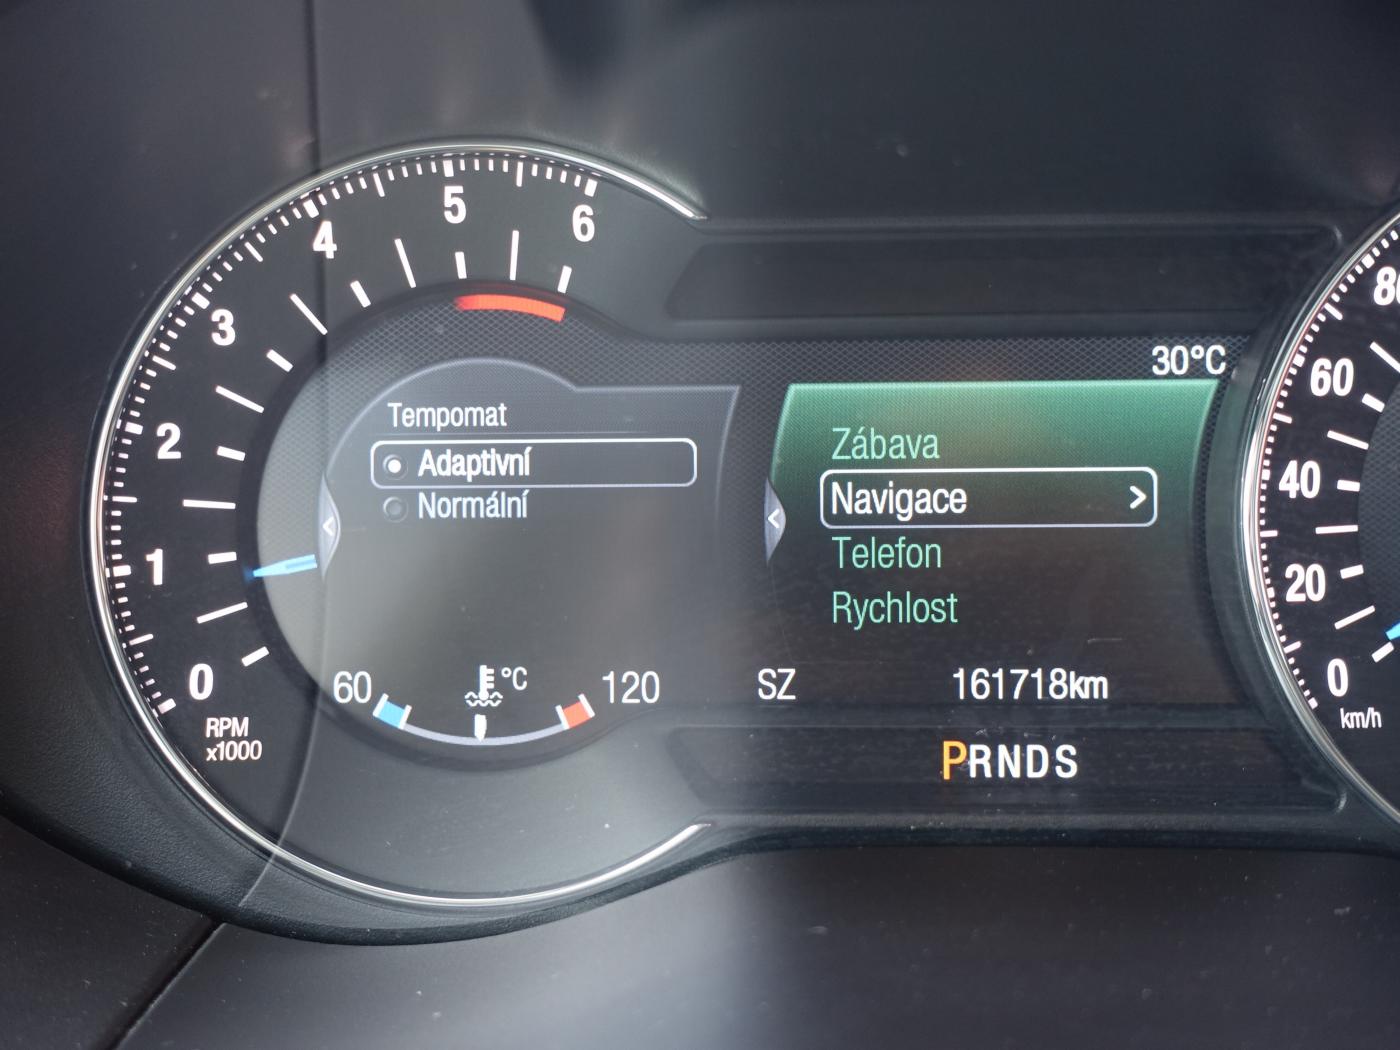 6
5
4
3
2
1
0
RPM
x1000
Tempomat
Adaptivní
Normální
60
°C
120
30°C
Zábava
Navigace >
Telefon
Rychlost
SZ
161718km
PRNDS
60
40
20
0
km/h